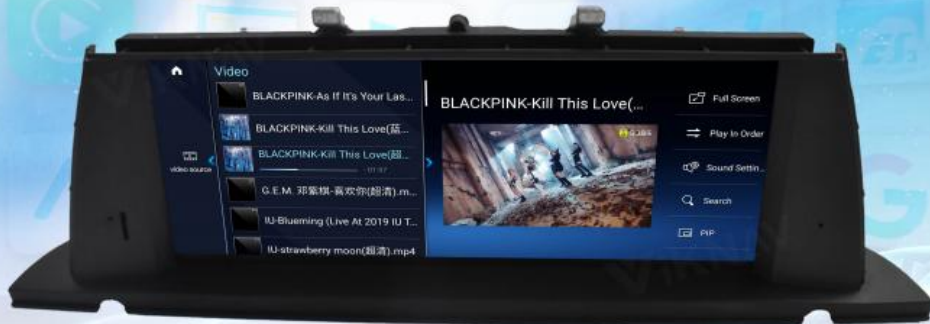 Video
BLACKPINK-As If It's Your Las...
BLACKPINK-Kill This Love(蓝...
BLACKPINK-Kill This Love(超...
video source
G.E.M. 邓紫棋-喜欢你(超清).m...
IU-Blueming (Live At 2019 IU T...
IU-strawberry moon(超清).mp4
BLACKPINK-Kill This Love(...
Full Screen
Play In Order
Sound Settin...
Search
PIP